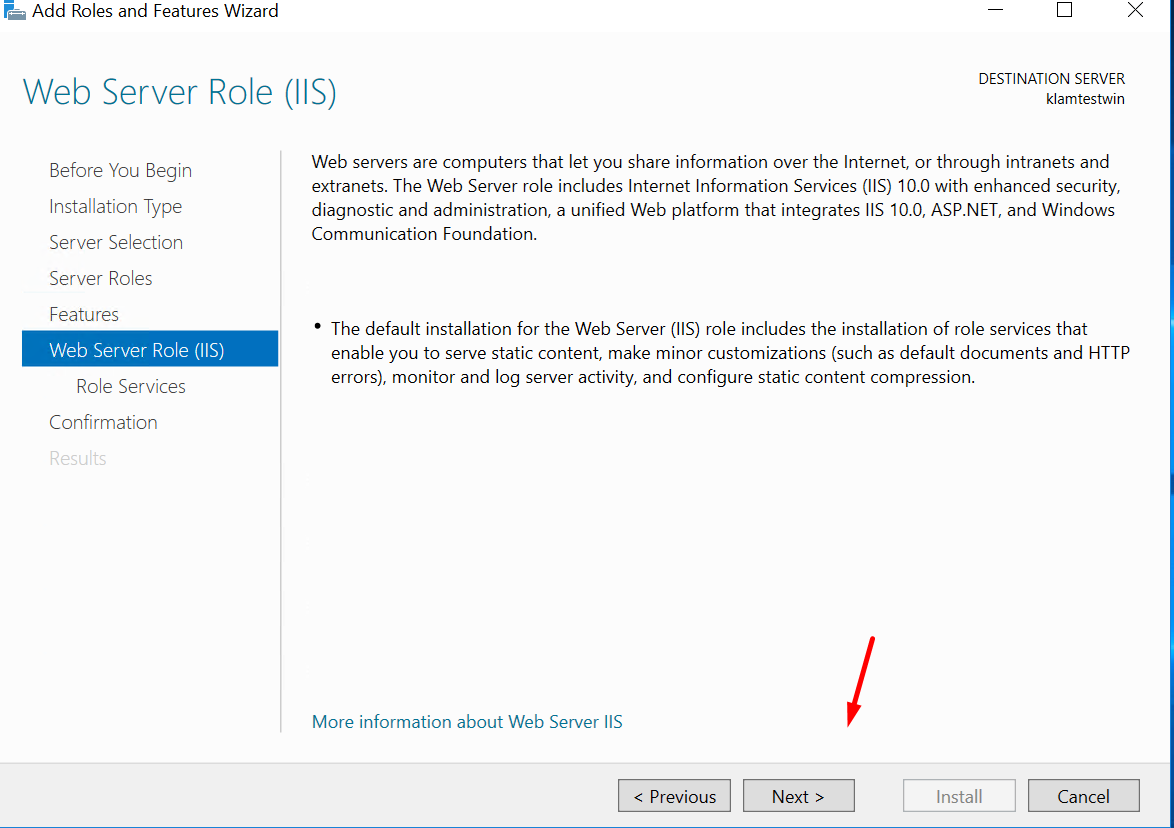 Add Roles and Features Wizard
Web Server Role (IIS)
DESTINATION SERVER
klamtestwin
Before You Begin
Installation Type
Server Selection
Server Roles
Features
Web Server Role (IIS)
Role Services
Confirmation
Results
Web servers are computers that let you share information over the Internet, or through intranets and
extranets. The Web Server role includes Internet Information Services (IIS) 10.0 with enhanced security,
diagnostic and administration, a unified Web platform that integrates IIS 10.0, ASP.NET, and Windows
Communication Foundation.
• The default installation for the Web Server (IIS) role includes the installation of role services that
enable you to serve static content, make minor customizations (such as default documents and HTTP
errors), monitor and log server activity, and configure static content compression.
More information about Web Server IIS
< Previous
Next >
Install
Cancel